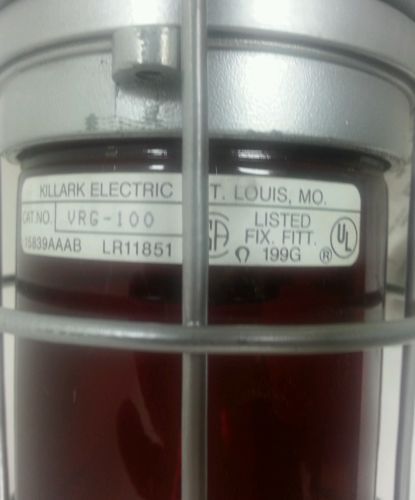 KILLARK ELECTRIC T. LOUIS, MO.
CAT.NO. VRG-100 LISTED
FIX. FITT. UL
15839AAAB LR11851 199G ®